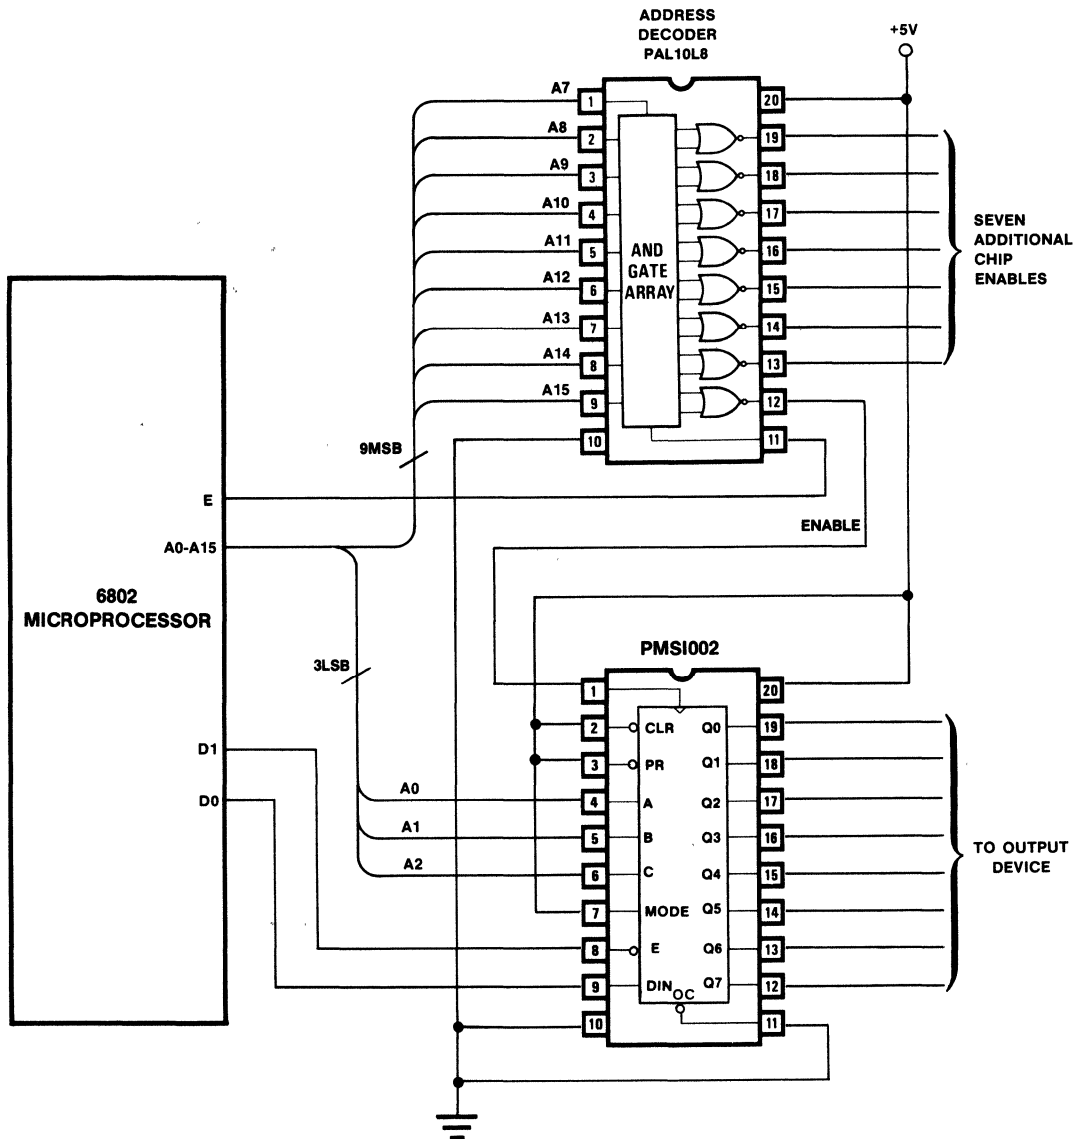 ADDRESS
DECODER
PAL10L8
+5V
A7
A8
A9
A10
A11
A12
A13
A14
A15
1
2
3
4
5
6
7
8
9
10
AND
GATE
ARRAY
20
19
18
17
16
15
14
13
12
11
SEVEN
ADDITIONAL
CHIP
ENABLES
9MSB
E
A0-A15
ENABLE
6802
MICROPROCESSOR
3LSB
D1
D0
A0
A1
A2
PMSI002
1
2
3
4
5
6
7
8
9
10
CLR
PR
A
B
C
MODE
E
DIN
OC
Q0
Q1
Q2
Q3
Q4
Q5
Q6
Q7
20
19
18
17
16
15
14
13
12
11
TO OUTPUT
DEVICE